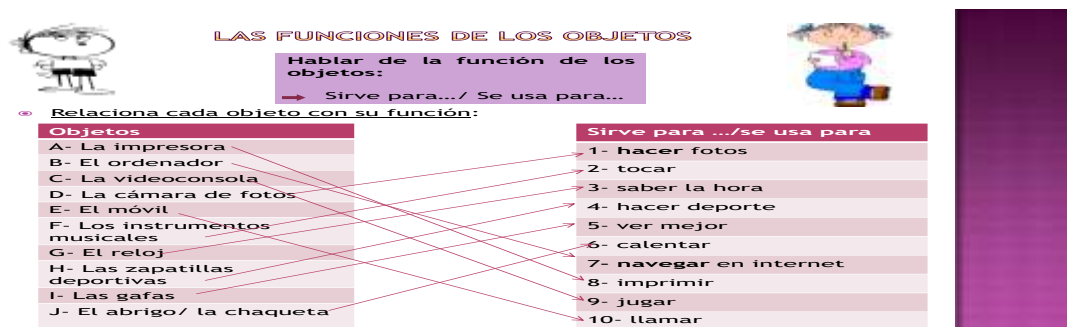 LAS FUNCIONES DE LOS OBJETOS
Hablar de la función de los
objetos:
Sirve para.../ Se usa para...
Relaciona cada objeto con su función:
Objetos
A- La impresora
B- El ordenador
C- La videoconsola
D- La cámara de fotos
E- El móvil
F- Los instrumentos
musicales
G- El reloj
H- Las zapatillas
deportivas
I- Las gafas
J- El abrigo/ la chaqueta
Sirve para .../se usa para
1- hacer fotos
2- tocar
3- saber la hora
4- hacer deporte
5- ver mejor
6- calentar
7- navegar en internet
8- imprimir
9- jugar
10- llamar